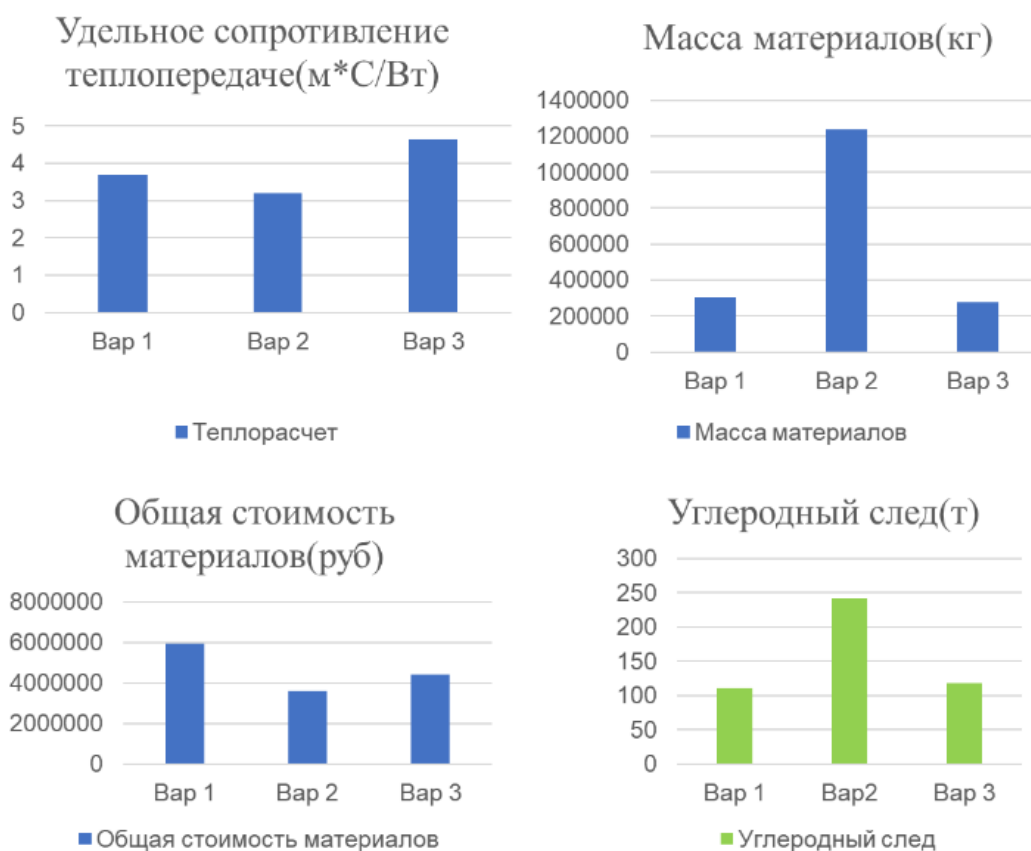 Удельное сопротивление
теплопередаче(м*С/Вт)
5
4
3
2
1
0
Вар 1
Вар 2
Вар 3
Теплорасчет
Масса материалов(кг)
1400000
1200000
1000000
800000
600000
400000
200000
0
Вар 1
Вар 2
Вар 3
Масса материалов
Общая стоимость
материалов(руб)
8000000
6000000
4000000
2000000
0
Вар 1
Вар 2
Вар 3
Общая стоимость материалов
Углеродный след(т)
300
250
200
150
100
50
0
Вар 1
Вар2
Вар 3
Углеродный след